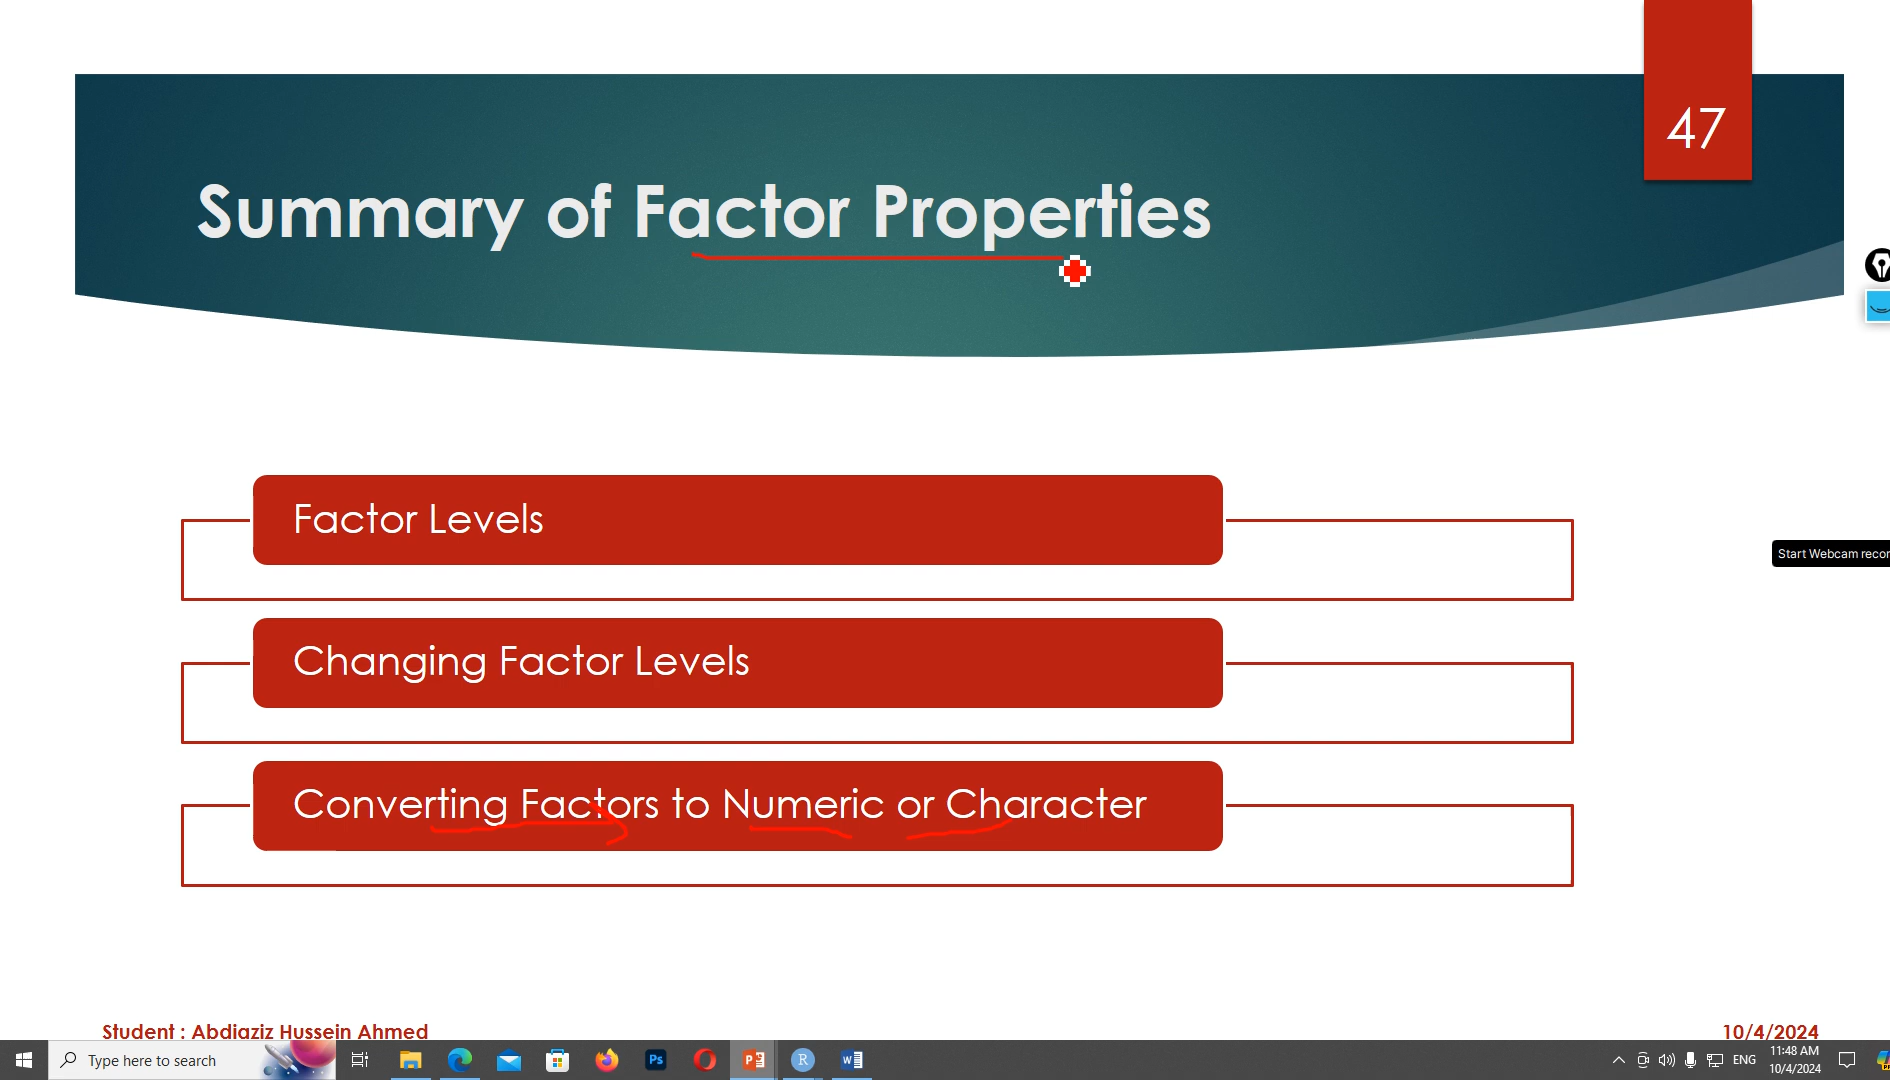 47
Summary of Factor Properties
Factor Levels
Start Webcam recor
Changing Factor Levels
Converting Factors to Numeric or Character
Student : Abdiaziz Hussein Ahmed
10/4/2024
Type here to search
Ps
P
R
W
ENG
11:48 AM
10/4/2024